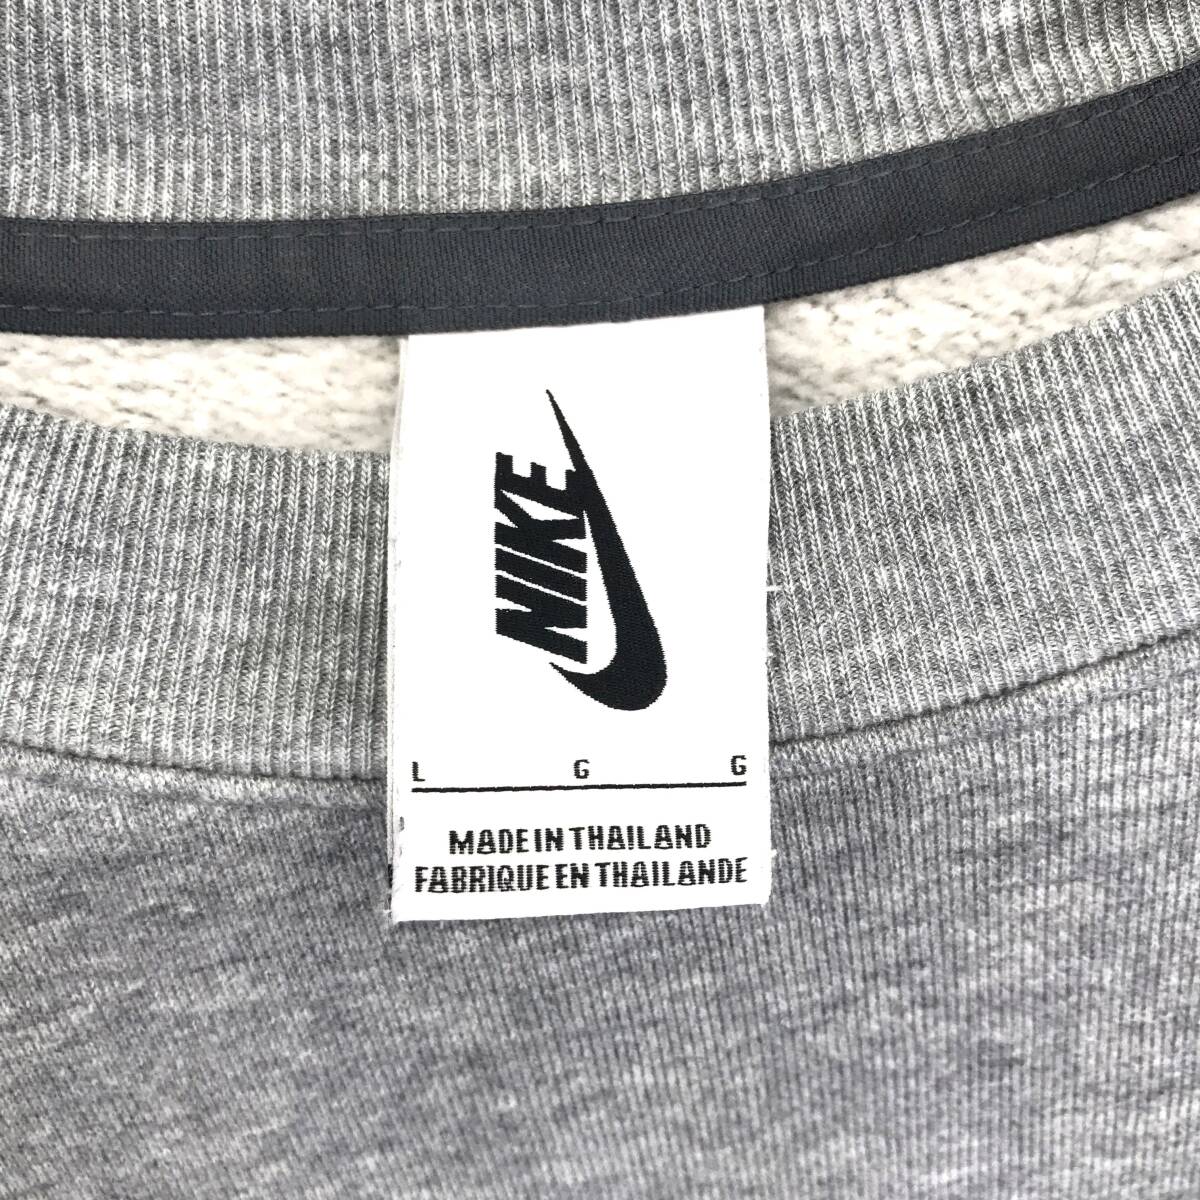 NIKE
L G G
MADE IN THAILAND
FABRIQUE EN THAILANDE